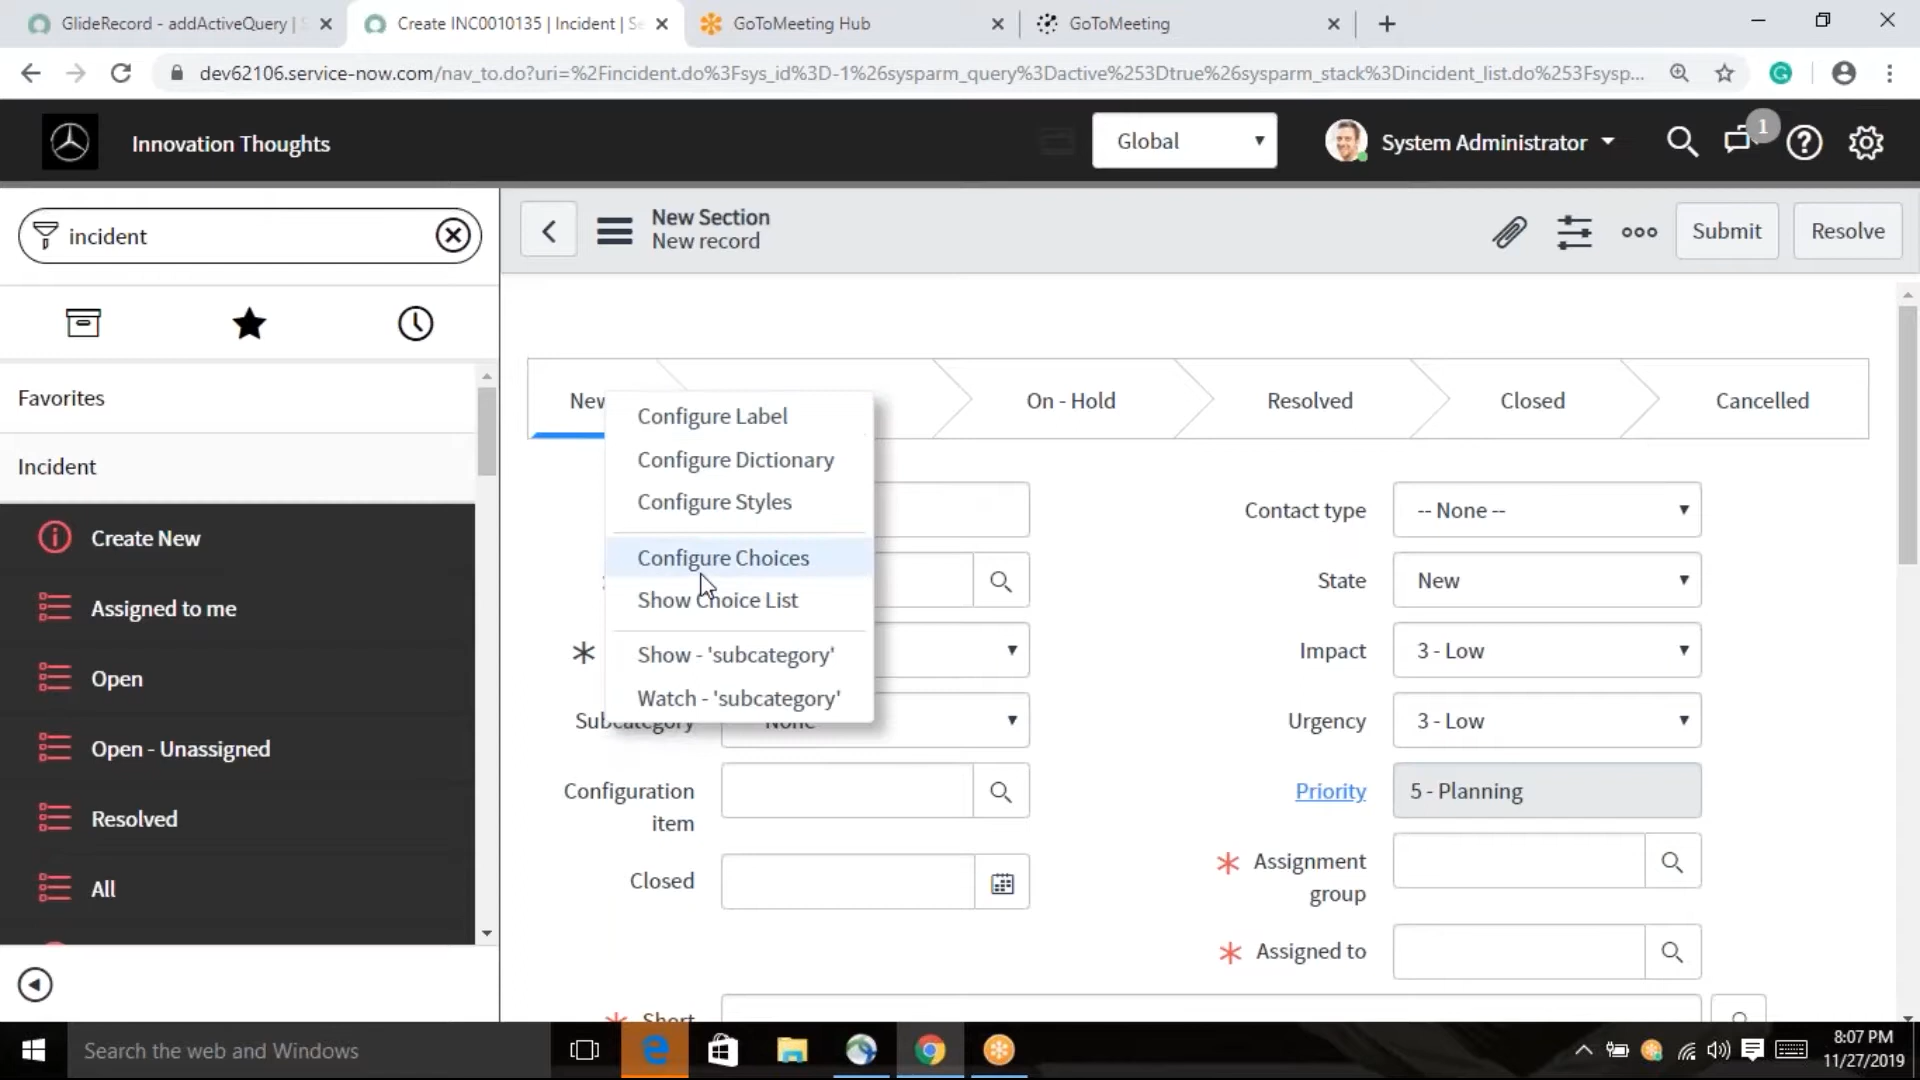 GlideRecord - addActiveQuery |
Create INC0010135 | Incident | Se
GoToMeeting Hub
GoToMeeting
dev62106.service-now.com/nav_to.do?uri=%2Fincident.do%3Fsys_id%3D-1%26sysparm_query%3Dactive%253Dtrue%26sysparm_stack%3Dincident_list.do%253Fsysp...
Innovation Thoughts
Global
System Administrator
1
incident
New Section
New record
Submit
Resolve
Favorites
Incident
Create New
Assigned to me
Open
Open - Unassigned
Resolved
All
New
On - Hold
Resolved
Closed
Cancelled
Configure Label
Configure Dictionary
Configure Styles
Configure Choices
Show Choice List
Show - 'subcategory'
Watch - 'subcategory'
Subcategory
None
Configuration
item
Closed
Contact type
-- None --
State
New
Impact
3 - Low
Urgency
3 - Low
Priority
5 - Planning
Assignment
group
Assigned to
Short
Search the web and Windows
8:07 PM
11/27/2019